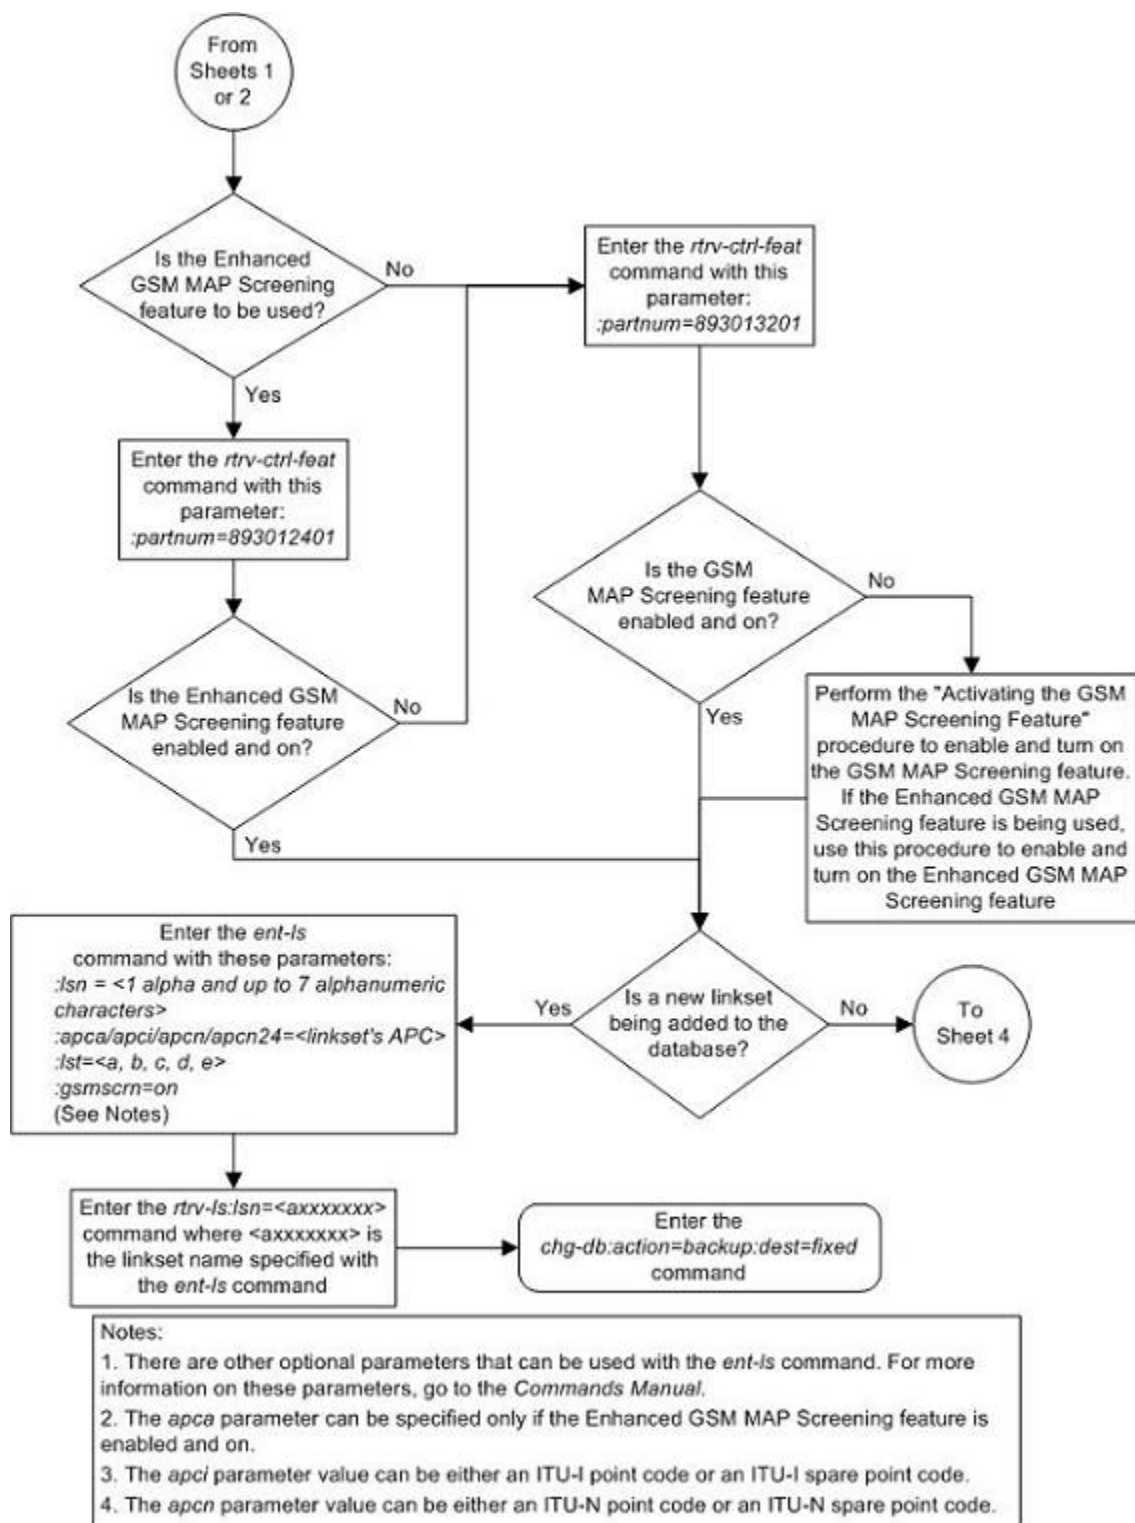 From
Sheets 1
or 2
Is the Enhanced
GSM MAP Screening
feature to be used?
No
Yes
Enter the rtrv-ctrl-feat
command with this
parameter:
:partnum=893012401
Is the Enhanced GSM
MAP Screening feature
enabled and on?
No
Yes
Enter the rtrv-ctrl-feat
command with this
parameter:
:partnum=893013201
Is the GSM
MAP Screening feature
enabled and on?
No
Yes
Perform the "Activating the GSM
MAP Screening Feature"
procedure to enable and turn on
the GSM MAP Screening feature.
If the Enhanced GSM MAP
Screening feature is being used,
use this procedure to enable and
turn on the Enhanced GSM MAP
Screening feature
Is a new linkset
being added to the
database?
Yes
No
To
Sheet 4
Enter the ent-ls
command with these parameters:
:lsn = <1 alpha and up to 7 alphanumeric
characters>
:apca/apci/apcn/apcn24=<linkset's APC>
:lst=<a, b, c, d, e>
:gsmscrn=on
(See Notes)
Enter the rtrv-ls:lsn=<axxxxxxx>
command where <axxxxxxx> is
the linkset name specified with
the ent-ls command
Enter the
chg-db:action=backup:dest=fixed
command
Notes:
1. There are other optional parameters that can be used with the ent-ls command. For more
information on these parameters, go to the Commands Manual.
2. The apca parameter can be specified only if the Enhanced GSM MAP Screening feature is
enabled and on.
3. The apci parameter value can be either an ITU-I point code or an ITU-I spare point code.
4. The apcn parameter value can be either an ITU-N point code or an ITU-N spare point code.